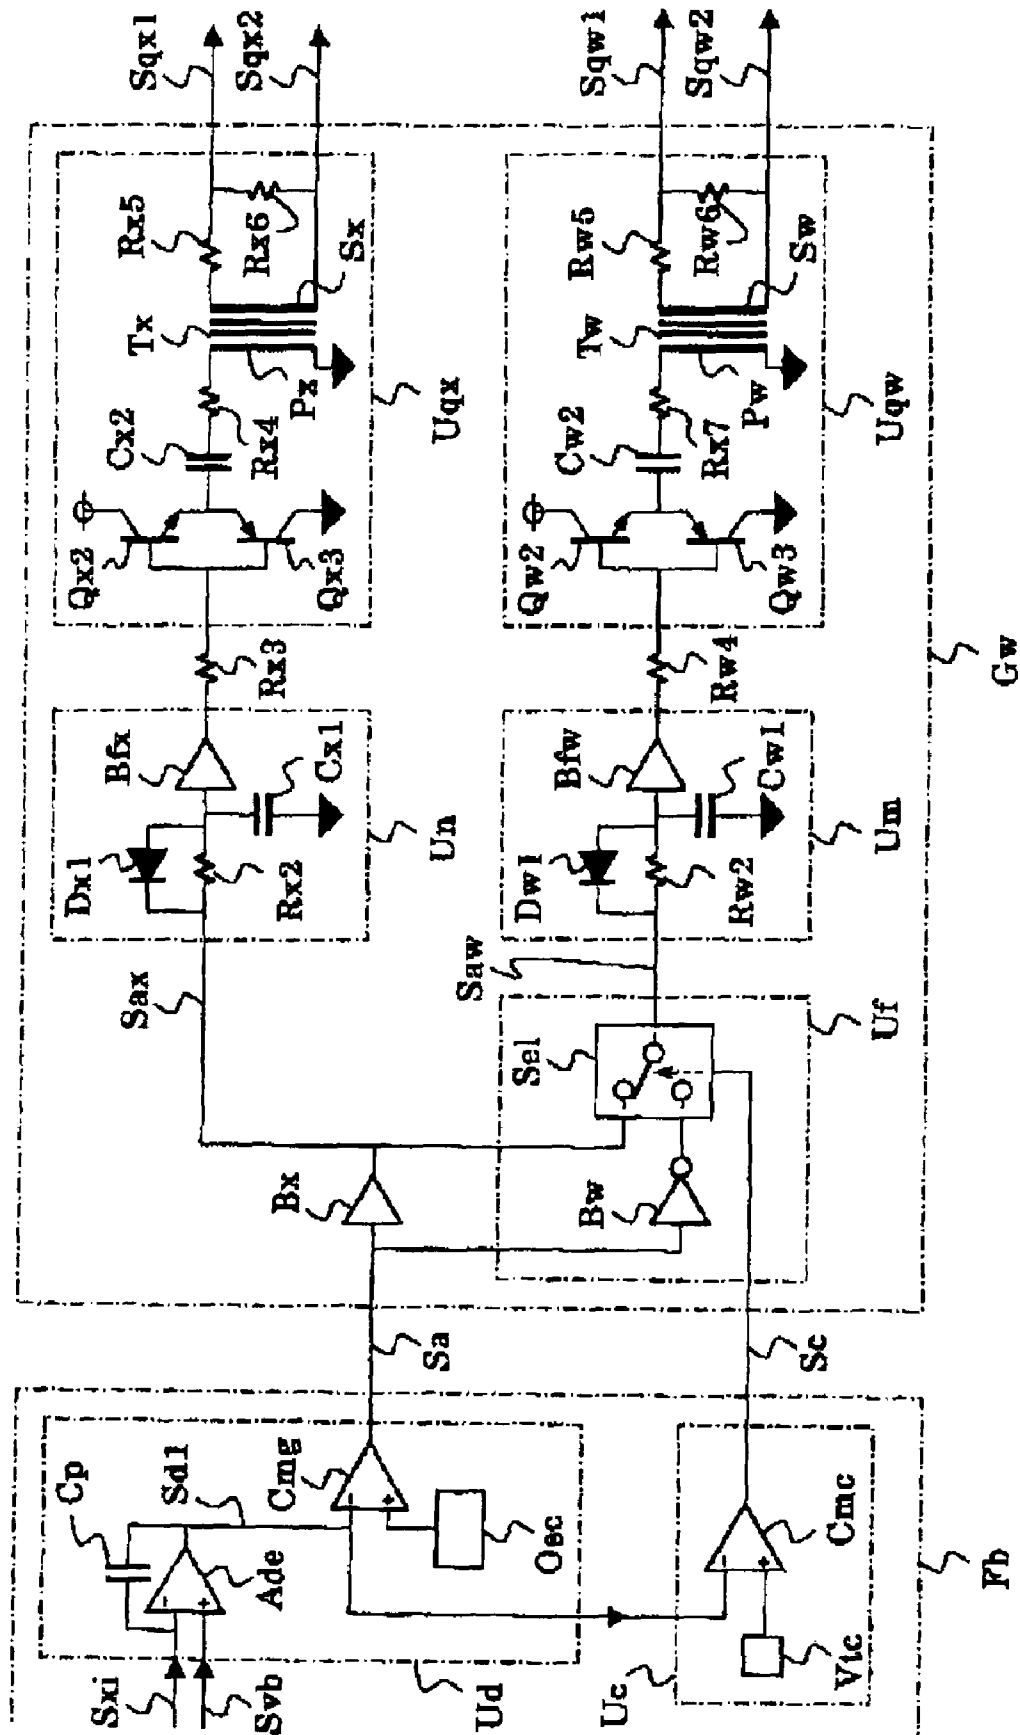 Sqx1
Sqx2
Sqw1
Sqw2
Rx5
Rx6
Sx
Tx
Px
Rx4
Cx2
Qx2
Qx3
Uqx
Rw5
Rw6
Sw
Tw
Pw
Rx7
Cw2
Qw2
Qw3
Uqw
Rx3
Rw4
Gw
Bfx
Cx1
Dx1
Rx2
Un
Bfw
Cw1
Dw1
Rw2
Um
Sax
Saw
Sel
Uf
Bx
Bw
Sa
Sc
Cp
Sd1
Cmg
-
+
Ade
-
+
Osc
Cmc
-
+
Vtc
Fb
Sxi
Svb
Ud
Uc